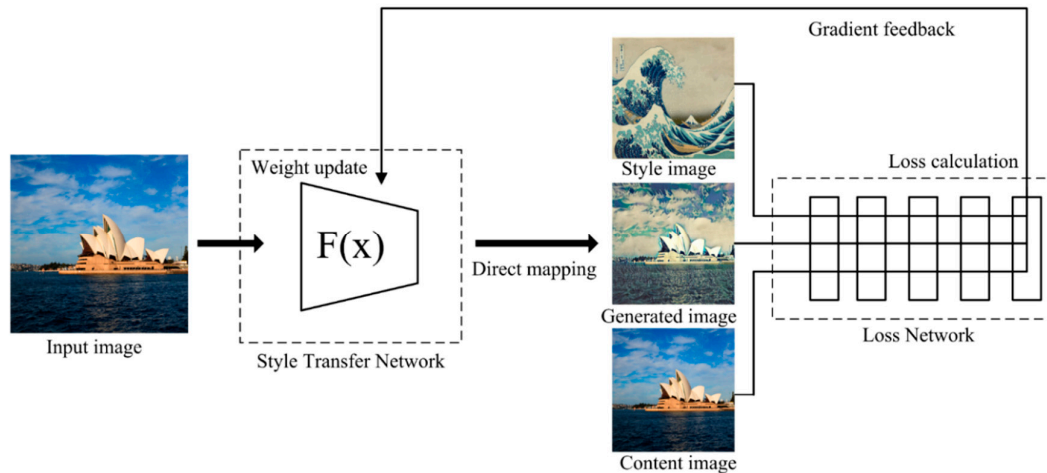 Gradient feedback
Weight update
Style image
Loss calculation
F(x)
Direct mapping
Generated image
Input image
Style Transfer Network
Loss Network
Content image